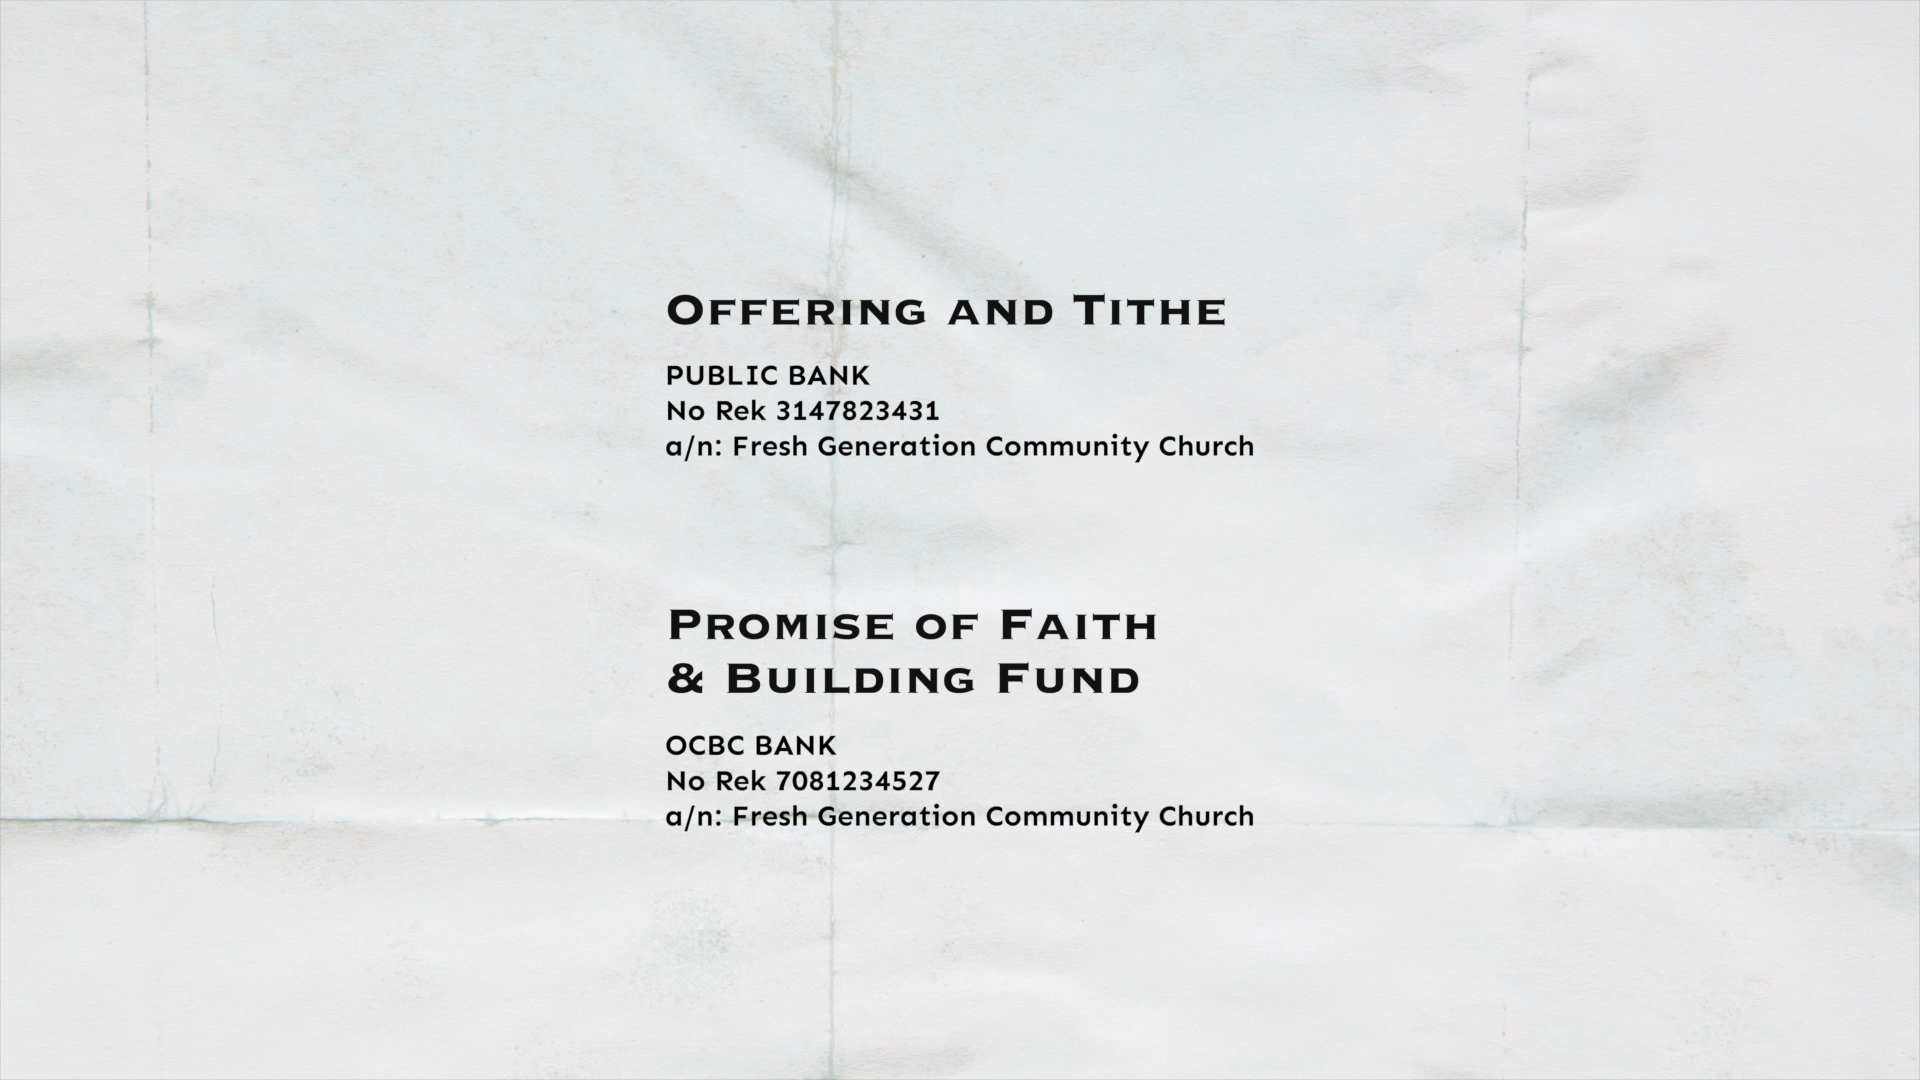 Offering and Tithe
PUBLIC BANK
No Rek 3147823431
a/n: Fresh Generation Community Church
Promise of Faith
& Building Fund
OCBC BANK
No Rek 7081234527
a/n: Fresh Generation Community Church